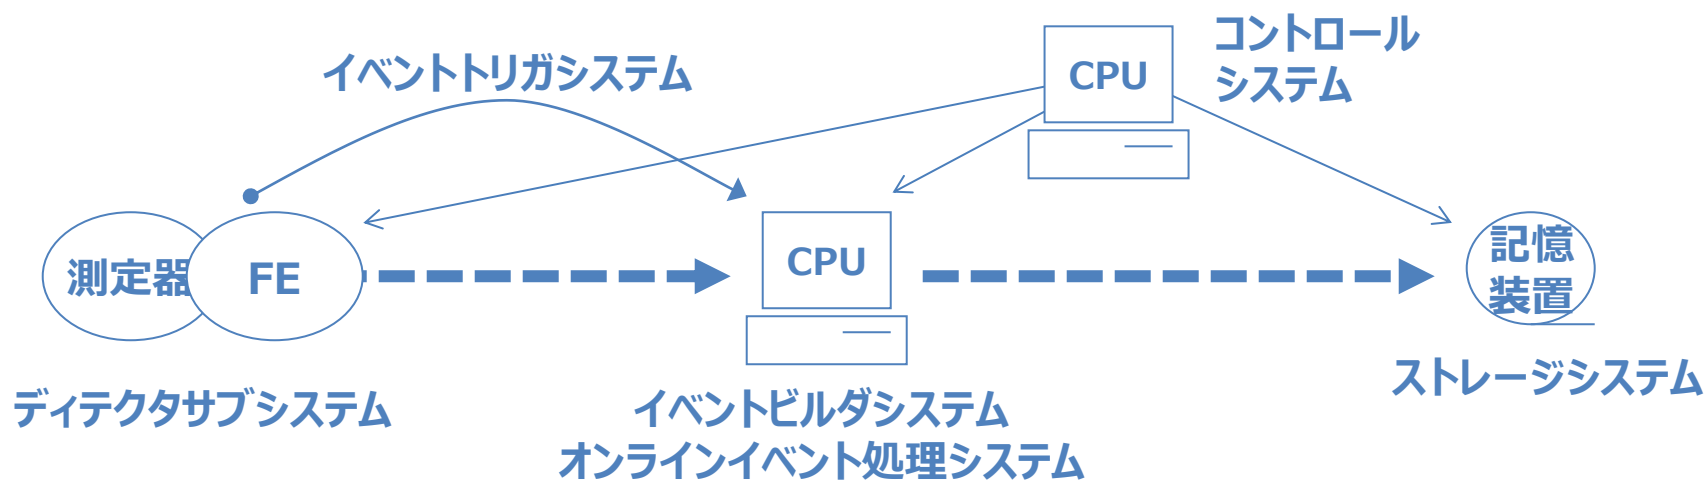 コントロール
システム
CPU
イベントトリガシステム
測定器
FE
CPU
記憶
装置
ディテクタサブシステム
イベントビルダシステム
オンラインイベント処理システム
ストレージシステム